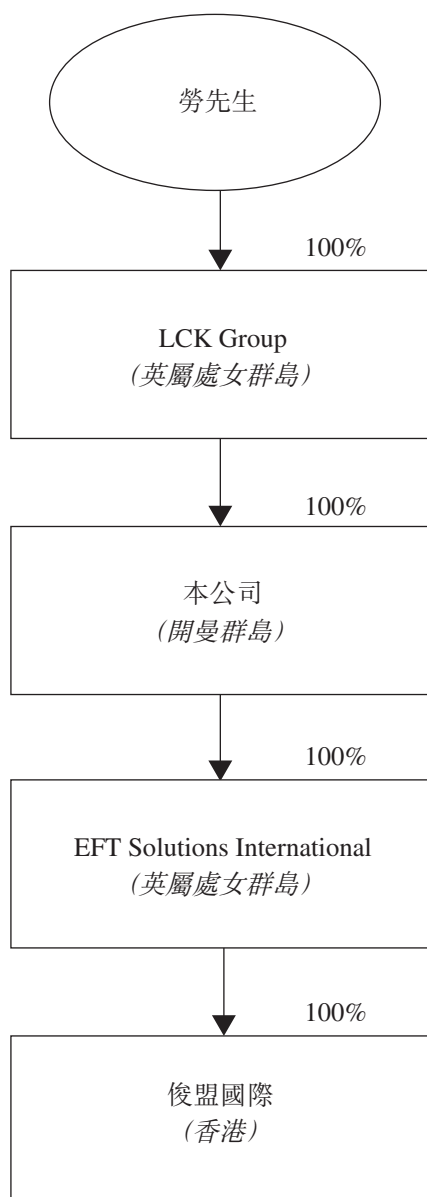 勞先生
100%
LCK Group
(英屬處女群島)
100%
本公司
(開曼群島)
100%
EFT Solutions International
(英屬處女群島)
100%
俊盟國際
(香港)